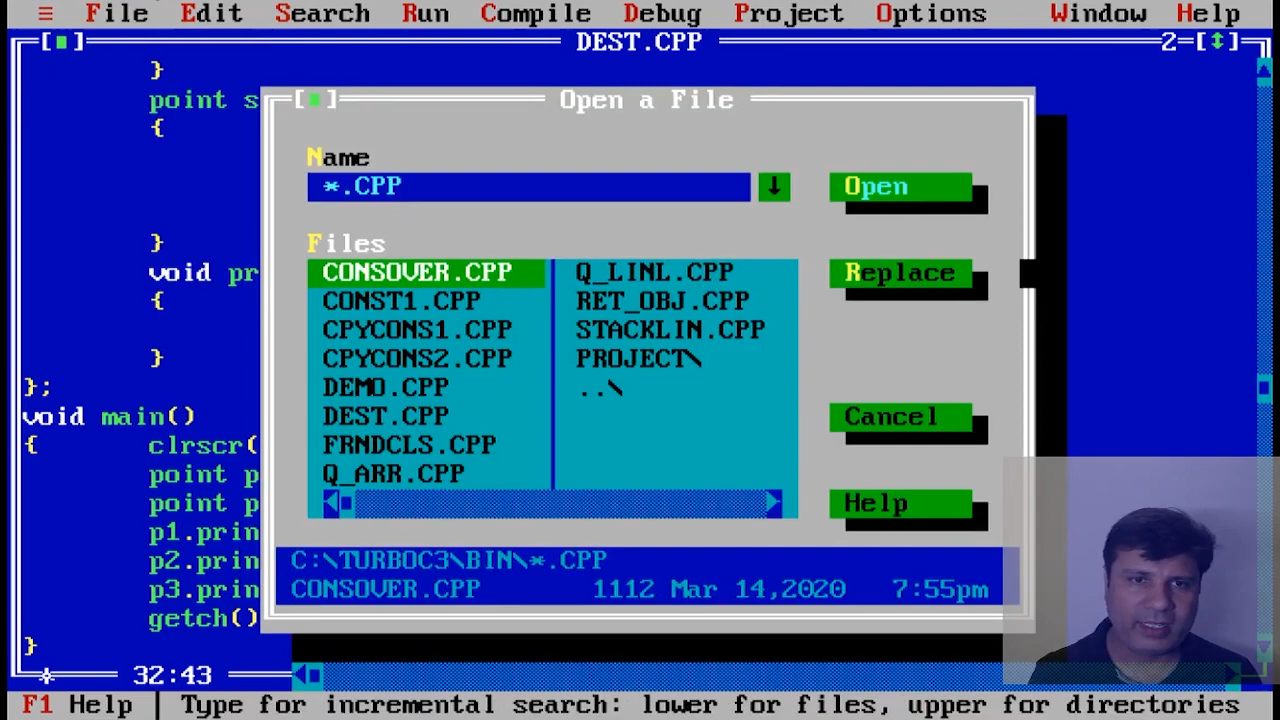 ≡ File Edit Search Run Compile Debug Project Options Window Help
[■] DEST.CPP 2=[↕]
}
point s
{
}
void pr
{
}
};
void main()
{ clrscr(
point p
point p
p1.prin
p2.prin
p3.prin
getch()
}
32:43
[■] Open a File
Name
*.CPP ↓
Open
Files
CONSOVER.CPP Q_LINL.CPP
CONST1.CPP RET_OBJ.CPP
CPYCONS1.CPP STACKLIN.CPP
CPYCONS2.CPP PROJECT\
DEMO.CPP ..\
DEST.CPP
FRNDCLS.CPP
Q_ARR.CPP
Replace
Cancel
Help
C:\TURBOC3\BIN\*.CPP
CONSOVER.CPP 1112 Mar 14,2020 7:55pm
F1 Help │ Type for incremental search: lower for files, upper for directories